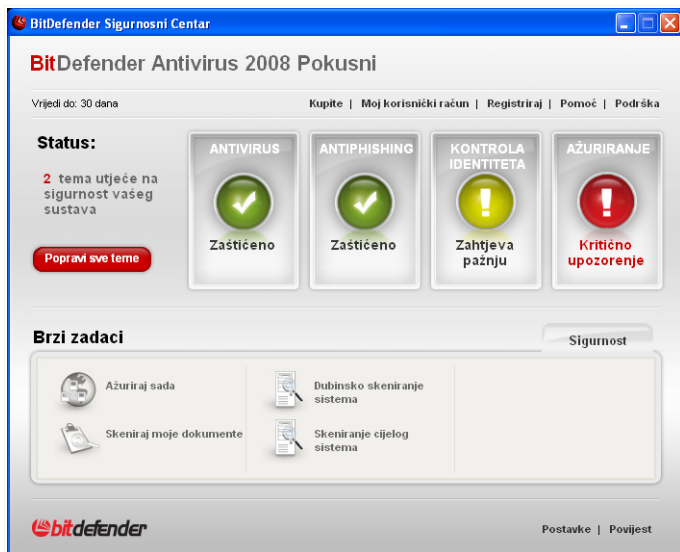 BitDefender Sigurnosni Centar
BitDefender Antivirus 2008 Pokusni
Vrijedi do: 30 dana
Kupite | Moj korisnički račun | Registriraj | Pomoć | Podrška
Status:
2 tema utječe na
sigurnost vašeg
sustava
Popravi sve teme
ANTIVIRUS
Zaštićeno
ANTIPHISHING
Zaštićeno
KONTROLA
IDENTITETA
Zahtjeva
pažnju
AŽURIRANJE
Kritično
upozorenje
Brzi zadaci
Sigurnost
Ažuriraj sada
Dubinsko skeniranje
sistema
Skeniraj moje dokumente
Skeniranje cijelog
sistema
bitdefender
Postavke | Povijest